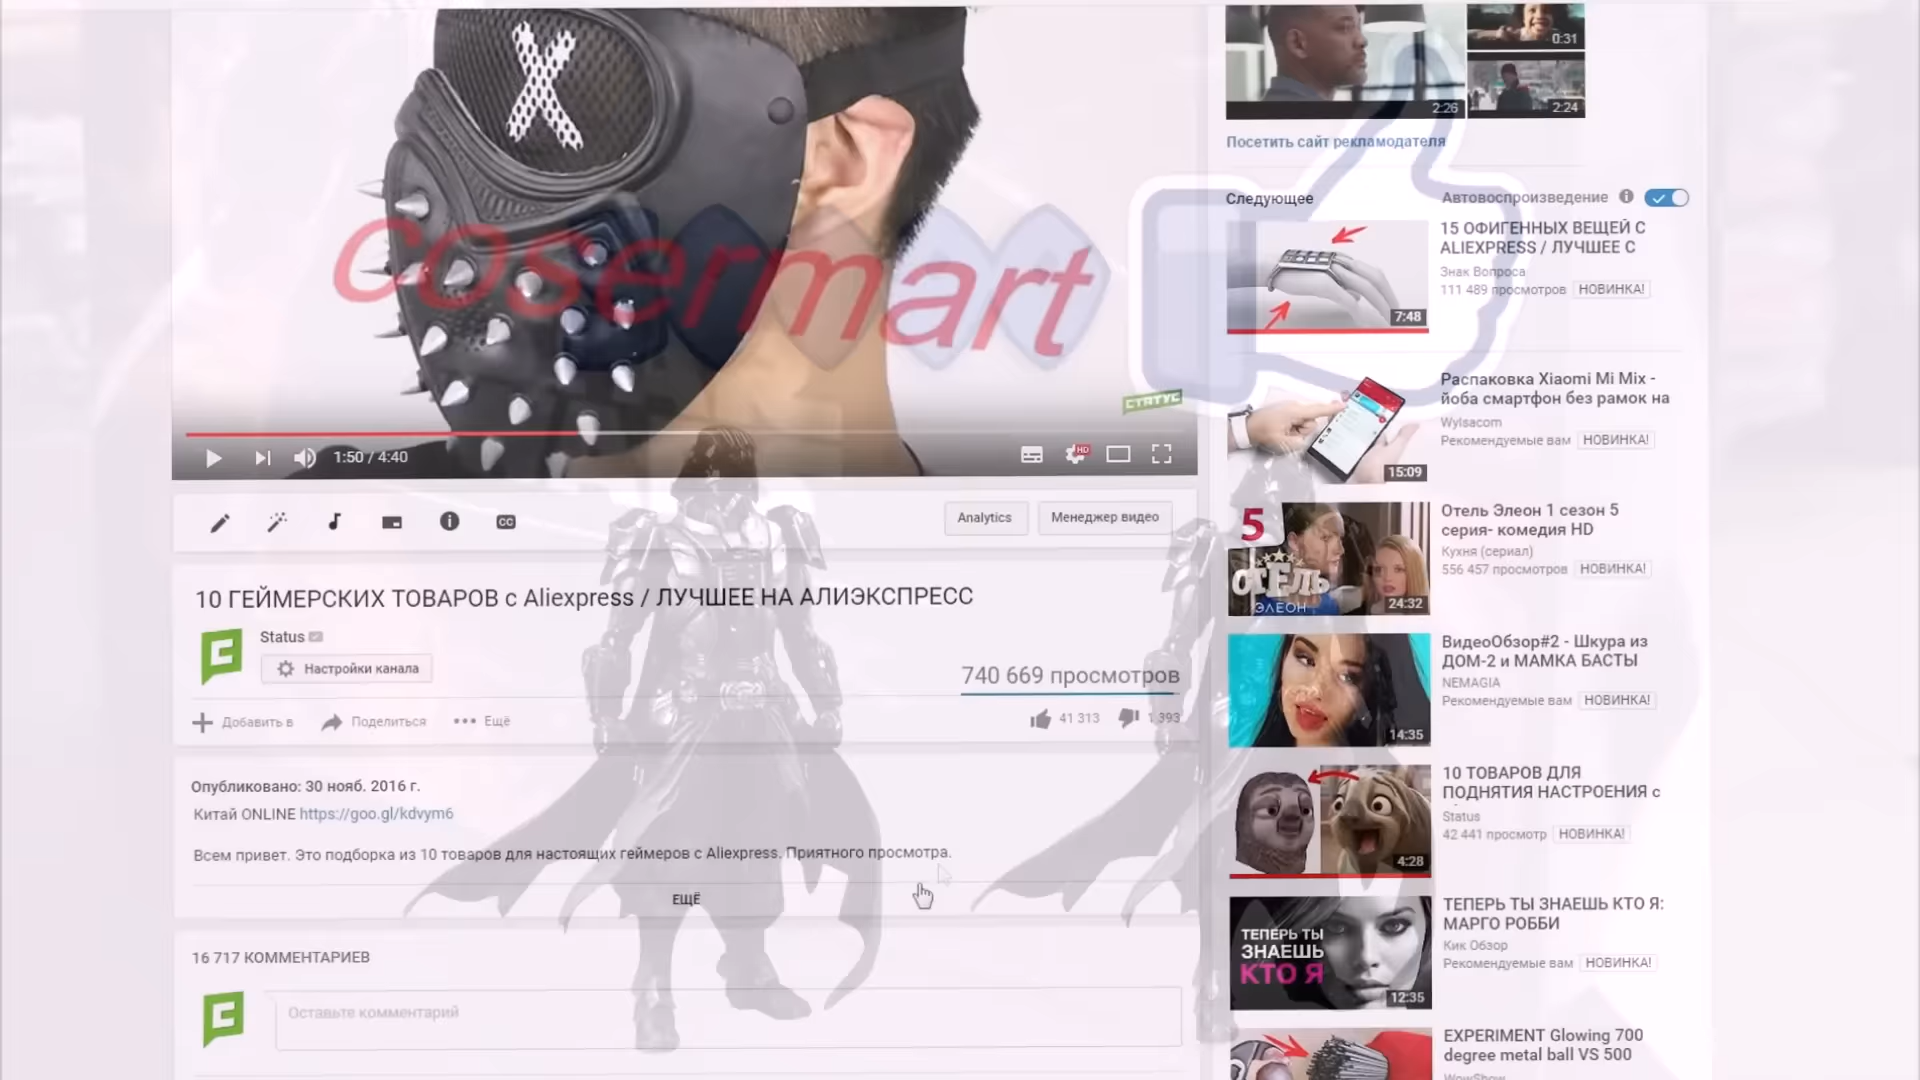 X
cosermart
СТАТУС
1:50 / 4:40
HD
CC
Analytics
Менеджер видео
10 ГЕЙМЕРСКИХ ТОВАРОВ с Aliexpress / ЛУЧШЕЕ НА АЛИЭКСПРЕСС
Status
Настройки канала
740 669 просмотров
Добавить в
Поделиться
Ещё
41 313
1 393
Опубликовано: 30 нояб. 2016 г.
Китай ONLINE https://goo.gl/kdvym6
Всем привет. Это подборка из 10 товаров для настоящих геймеров с Aliexpress. Приятного просмотра.
ЕЩЁ
16 717 КОММЕНТАРИЕВ
Оставьте комментарий
0:31
2:26
2:24
Посетить сайт рекламодателя
Следующее
Автовоспроизведение
15 ОФИГЕННЫХ ВЕЩЕЙ С
ALIEXPRESS / ЛУЧШЕЕ С
Знак Вопроса
111 489 просмотров НОВИНКА!
7:48
Распаковка Xiaomi Mi Mix -
йоба смартфон без рамок на
Wylsacom
Рекомендуемые вам НОВИНКА!
15:09
Отель Элеон 1 сезон 5
серия- комедия HD
Кухня (сериал)
556 457 просмотров НОВИНКА!
5
ОТЕЛЬ
ЭЛЕОН
24:32
ВидеоОбзор#2 - Шкура из
ДОМ-2 и МАМКА БАСТЫ
NEMAGIA
Рекомендуемые вам НОВИНКА!
14:35
10 ТОВАРОВ ДЛЯ
ПОДНЯТИЯ НАСТРОЕНИЯ с
Status
42 441 просмотр НОВИНКА!
4:28
ТЕПЕРЬ ТЫ ЗНАЕШЬ КТО Я:
МАРГО РОББИ
Кик Обзор
Рекомендуемые вам НОВИНКА!
ТЕПЕРЬ ТЫ
ЗНАЕШЬ
КТО Я
12:35
EXPERIMENT Glowing 700
degree metal ball VS 500